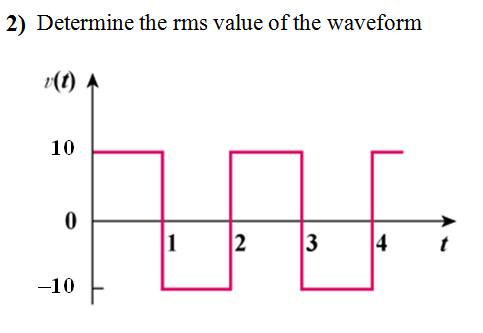 2) Determine the rms value of the waveform
v(t)
10
0
1 2 3 4 t
–10